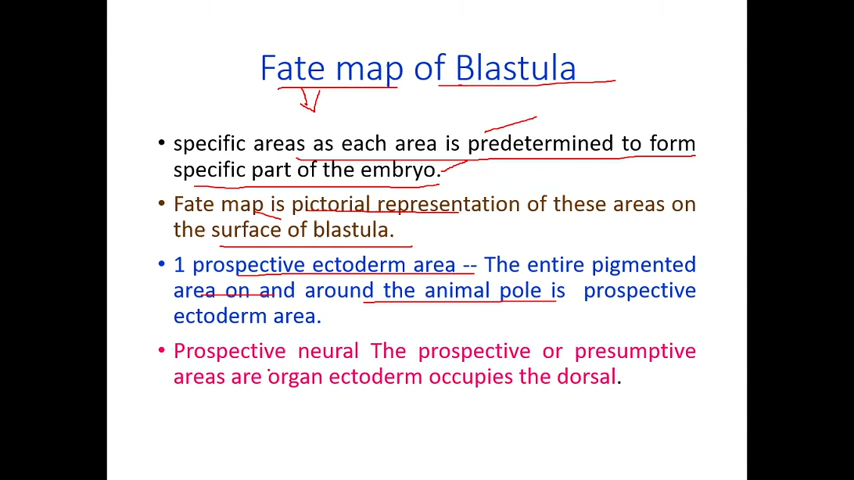 Fate map of Blastula
• specific areas as each area is predetermined to form
specific part of the embryo.
• Fate map is pictorial representation of these areas on
the surface of blastula.
• 1 prospective ectoderm area -- The entire pigmented
area on and around the animal pole is prospective
ectoderm area.
• Prospective neural The prospective or presumptive
areas are organ ectoderm occupies the dorsal.